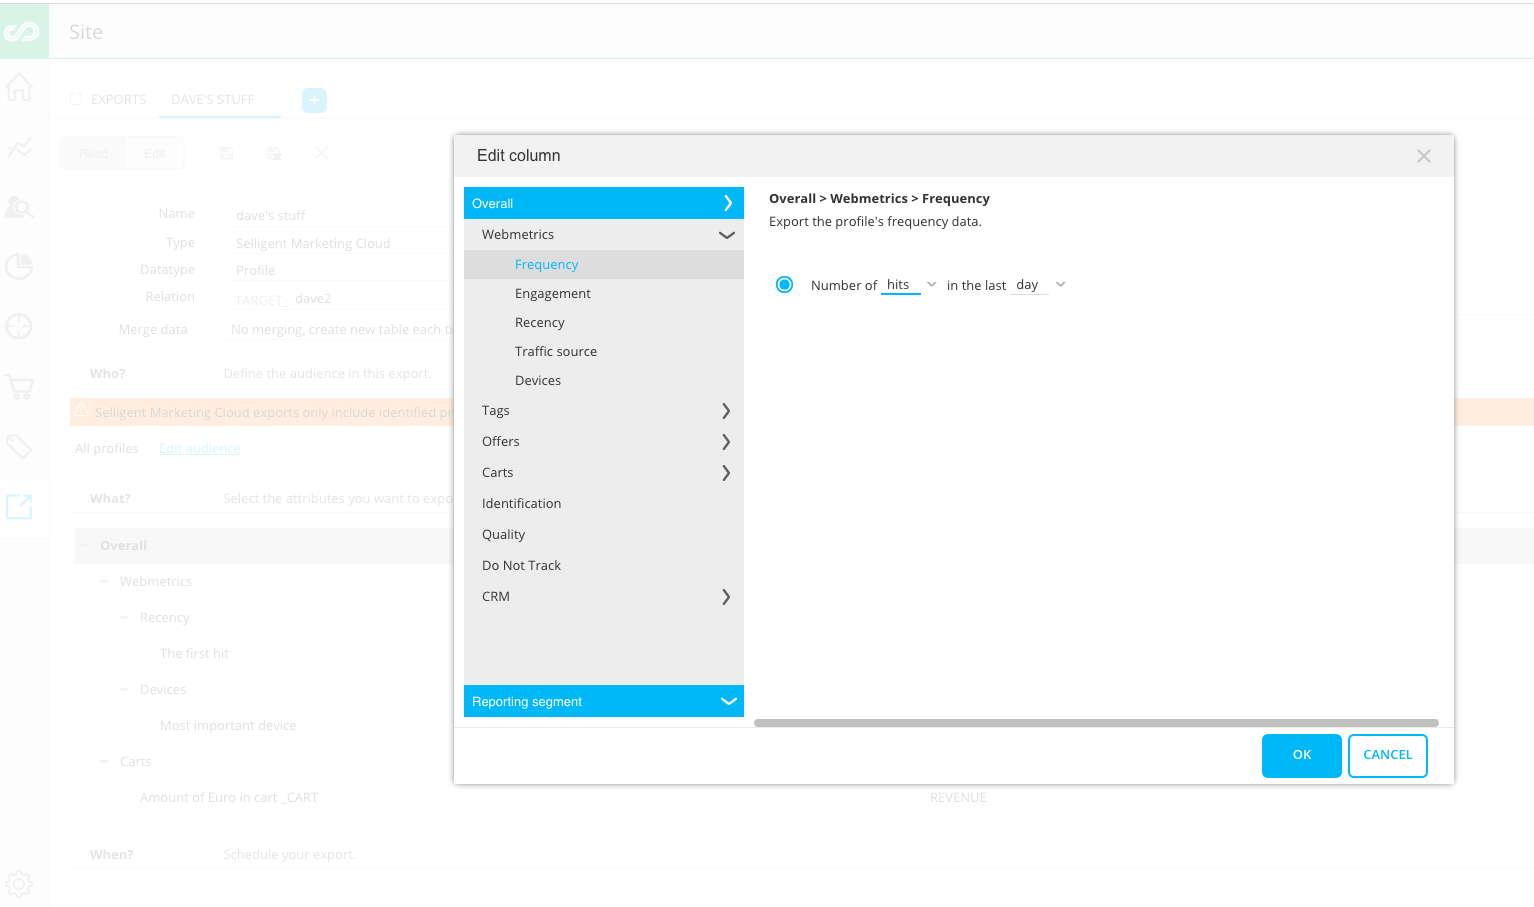 Site
EXPORTS DAVE'S STUFF +
Read Edit
Name dave's stuff
Type Selligent Marketing Cloud
Datatype Profile
Relation TARGET_ dave2
Merge data No merging, create new table each ti
Who? Define the audience in this export.
Selligent Marketing Cloud exports only include identified pr
All profiles Edit audience
What? Select the attributes you want to expo
Overall
Webmetrics
Recency
The first hit
Devices
Most important device
Carts
Amount of Euro in cart _CART REVENUE
When? Schedule your export.
Edit column
Overall
Webmetrics
Frequency
Engagement
Recency
Traffic source
Devices
Tags
Offers
Carts
Identification
Quality
Do Not Track
CRM
Reporting segment
Overall > Webmetrics > Frequency
Export the profile's frequency data.
Number of hits in the last day
OK CANCEL